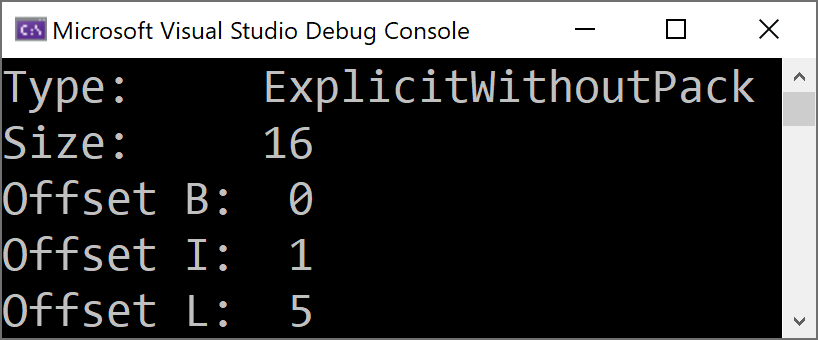 Microsoft Visual Studio Debug Console
Type:     ExplicitWithoutPack
Size:     16
Offset B:  0
Offset I:  1
Offset L:  5